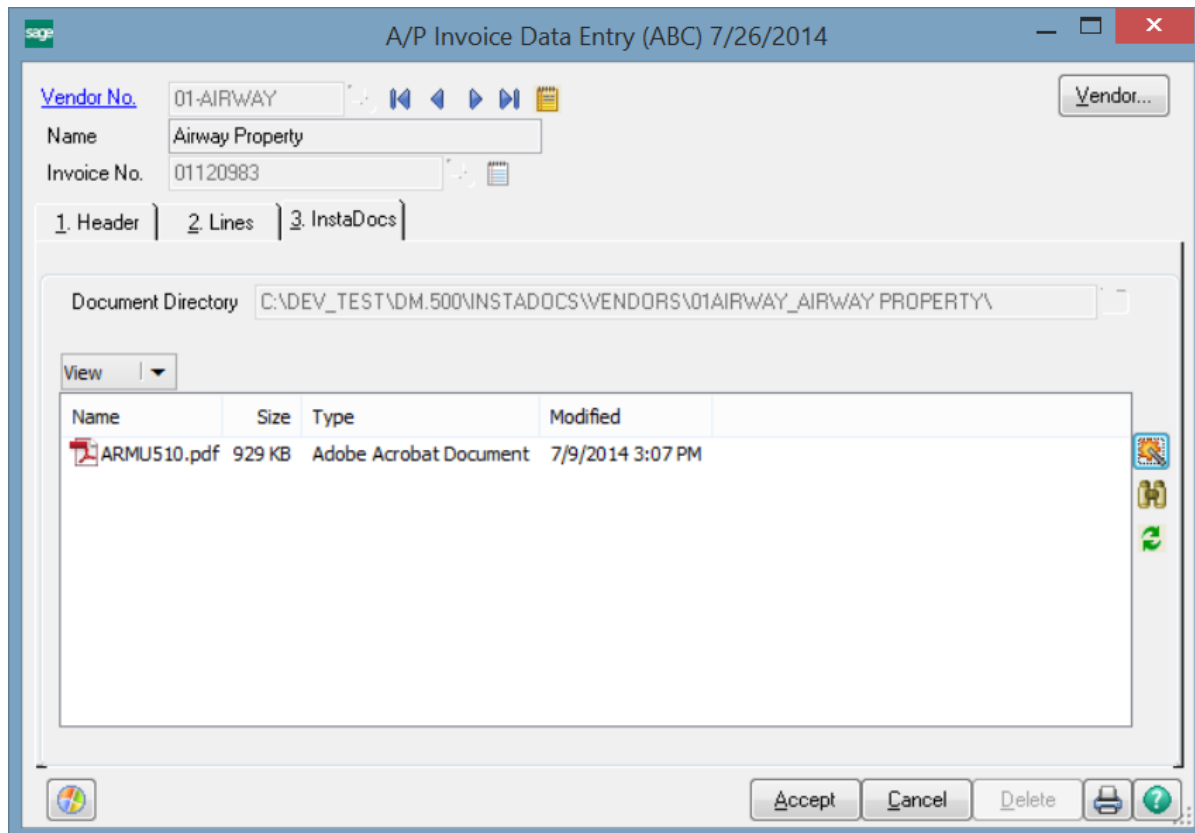 sage A/P Invoice Data Entry (ABC) 7/26/2014
Vendor No. 01-AIRWAY Vendor...
Name Airway Property
Invoice No. 01120983
1. Header 2. Lines 3. InstaDocs
Document Directory C:\DEV_TEST\DM.500\INSTADOCS\VENDORS\01AIRWAY_AIRWAY PROPERTY\
View
Name Size Type Modified
ARMU510.pdf 929 KB Adobe Acrobat Document 7/9/2014 3:07 PM
Accept Cancel Delete